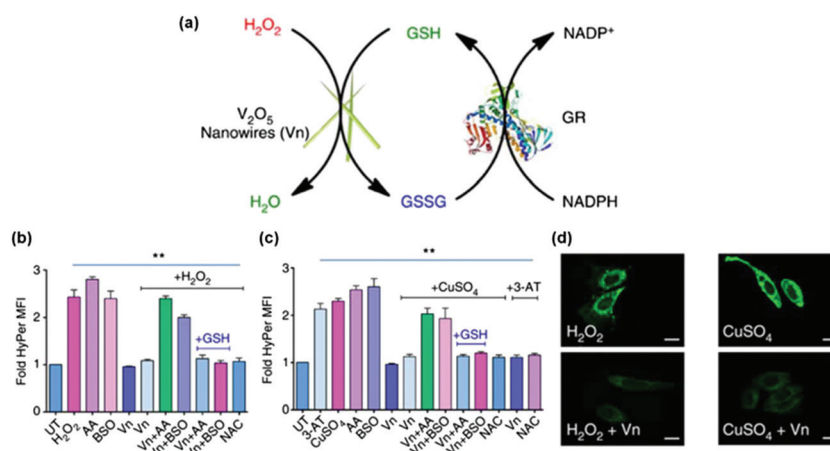 (a)
H2O2
GSH
NADP+
V2O5
Nanowires (Vn)
GR
H2O
GSSG
NADPH
(b)
**
+H2O2
+GSH
Fold HyPer MFI
3
2
1
0
UT
H2O2
AA
BSO
Vn
Vn
Vn+AA
Vn+BSO
Vn+AA
Vn+BSO
NAC
(c)
**
+CuSO4
+3-AT
+GSH
Fold HyPer MFI
3
2
1
0
UT
3-AT
CuSO4
AA
BSO
Vn
Vn
Vn+AA
Vn+BSO
Vn+AA
Vn+BSO
NAC
Vn
NAC
(d)
H2O2
CuSO4
H2O2 + Vn
CuSO4 + Vn